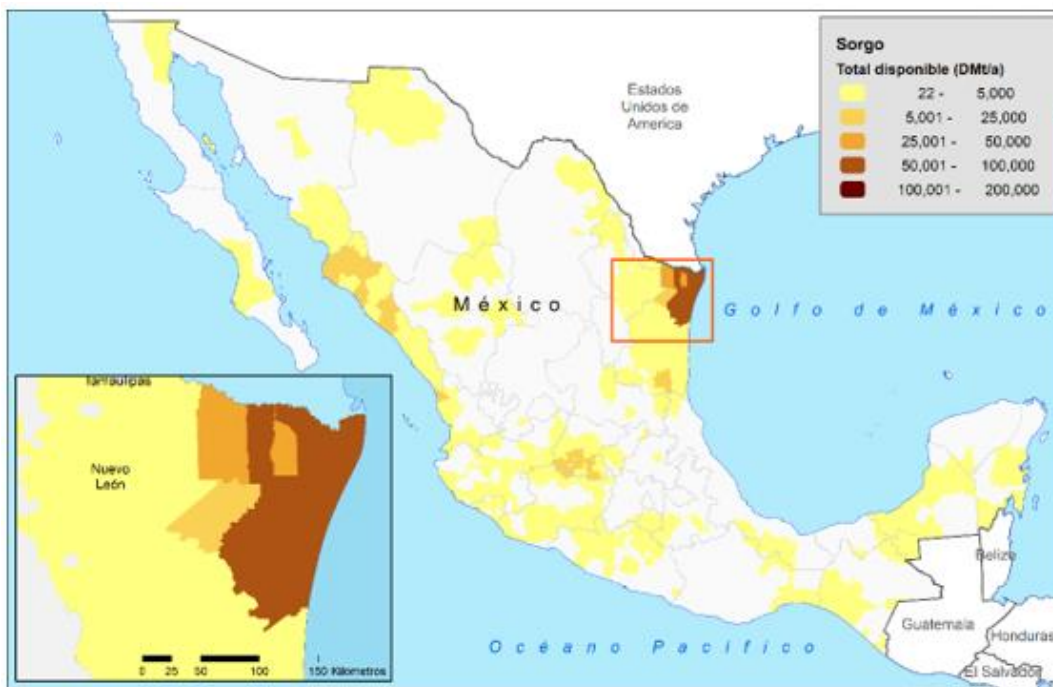 Sorgo
Total disponible (DMt/a)
22 - 5,000
5,001 - 25,000
25,001 - 50,000
50,001 - 100,000
100,001 - 200,000
Estados
Unidos de
America
México
Golfo de México
Tamaulipas
Nuevo
León
0 25 50 100 150 Kilometros
Belize
Guatemala
Honduras
El Salvador
Océano Pacífico